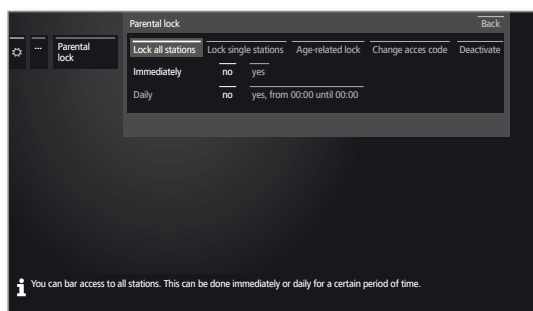 Parental lock Back
... Parental lock
Lock all stations Lock single stations Age-related lock Change acces code Deactivate
Immediately no yes
Daily no yes, from 00:00 until 00:00
You can bar access to all stations. This can be done immediately or daily for a certain period of time.